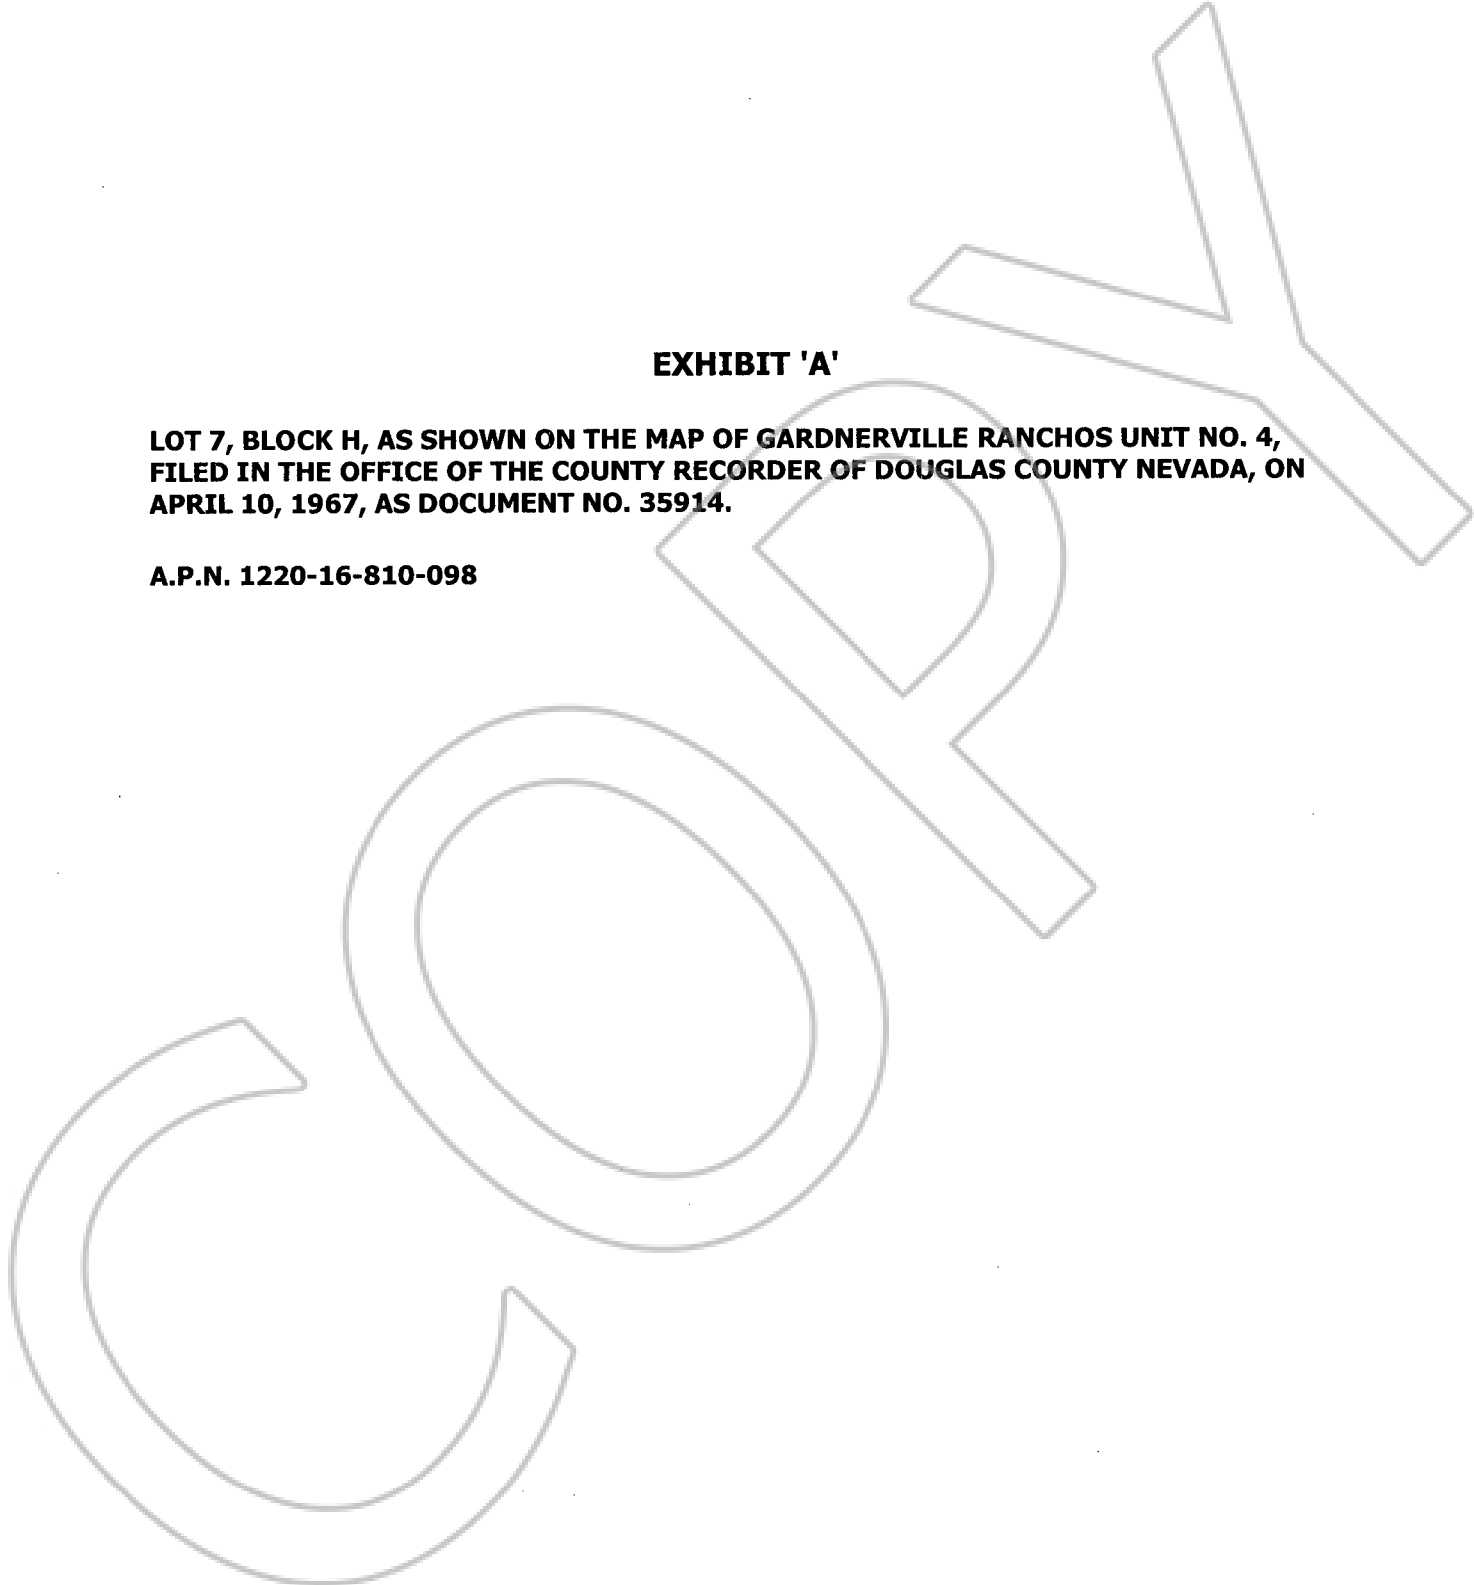 EXHIBIT 'A'
LOT 7, BLOCK H, AS SHOWN ON THE MAP OF GARDNERVILLE RANCHOS UNIT NO. 4,
FILED IN THE OFFICE OF THE COUNTY RECORDER OF DOUGLAS COUNTY NEVADA, ON
APRIL 10, 1967, AS DOCUMENT NO. 35914.
A.P.N. 1220-16-810-098
COPY